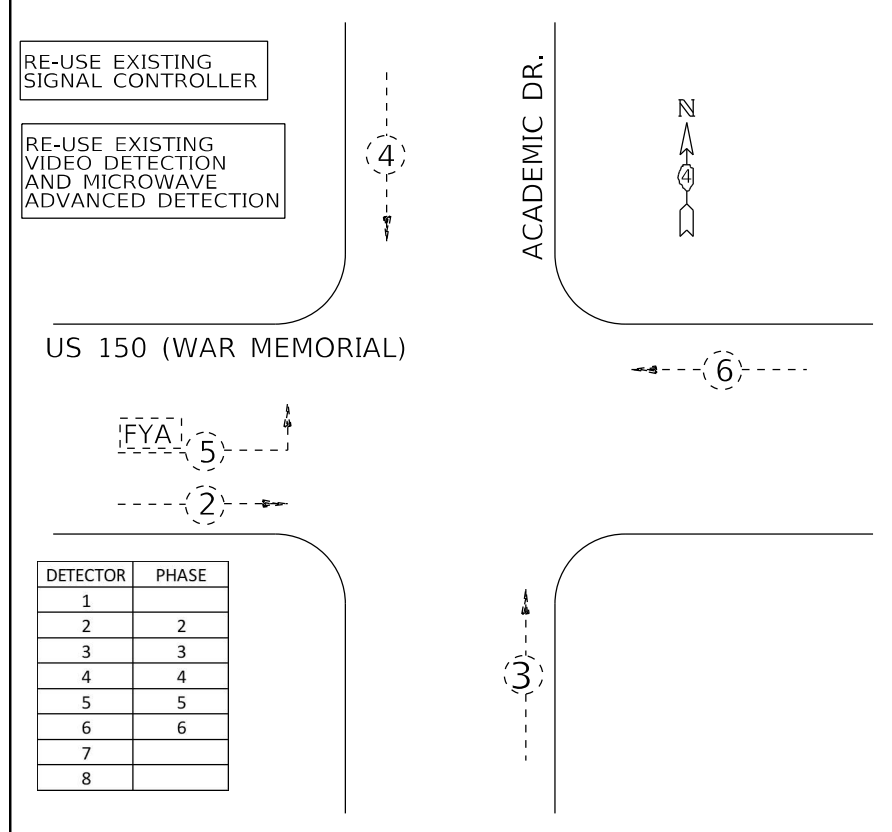 RE-USE EXISTING
SIGNAL CONTROLLER
RE-USE EXISTING
VIDEO DETECTION
AND MICROWAVE
ADVANCED DETECTION
4
ACADEMIC DR.
N
4
US 150 (WAR MEMORIAL)
6
FYA
5
2
3
DETECTOR PHASE
1
2 2
3 3
4 4
5 5
6 6
7
8